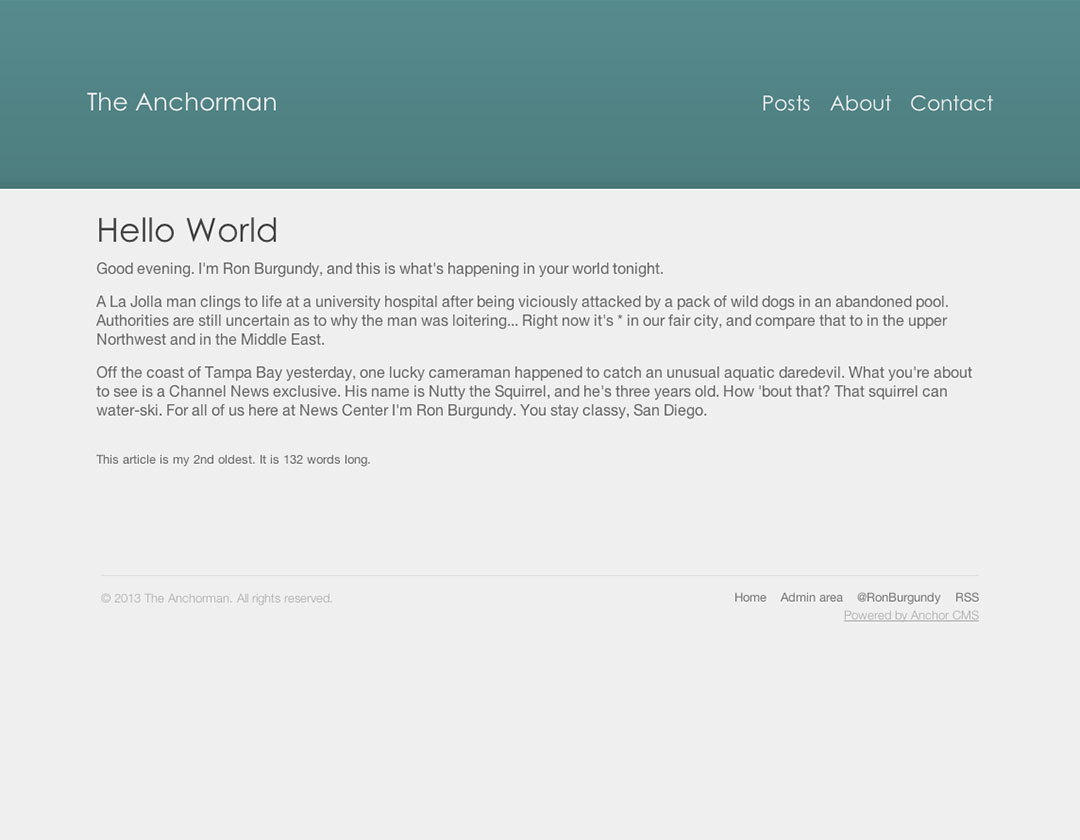 The Anchorman
Posts About Contact
Hello World
Good evening. I'm Ron Burgundy, and this is what's happening in your world tonight.
A La Jolla man clings to life at a university hospital after being viciously attacked by a pack of wild dogs in an abandoned pool.
Authorities are still uncertain as to why the man was loitering... Right now it's * in our fair city, and compare that to in the upper
Northwest and in the Middle East.
Off the coast of Tampa Bay yesterday, one lucky cameraman happened to catch an unusual aquatic daredevil. What you're about
to see is a Channel News exclusive. His name is Nutty the Squirrel, and he's three years old. How 'bout that? That squirrel can
water-ski. For all of us here at News Center I'm Ron Burgundy. You stay classy, San Diego.
This article is my 2nd oldest. It is 132 words long.
© 2013 The Anchorman. All rights reserved.
Home Admin area @RonBurgundy RSS
Powered by Anchor CMS